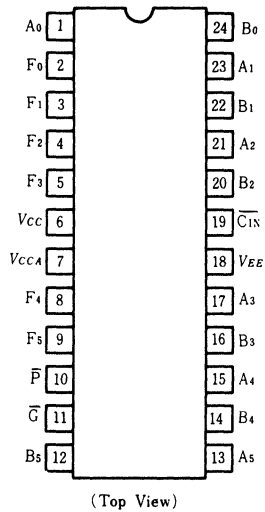 A0 1 24 B0
F0 2 23 A1
F1 3 22 B1
F2 4 21 A2
F3 5 20 B2
VCC 6 19 C̅I̅N̅
VCCA 7 18 VEE
F4 8 17 A3
F5 9 16 B3
P̅ 10 15 A4
G̅ 11 14 B4
B5 12 13 A5
(Top View)